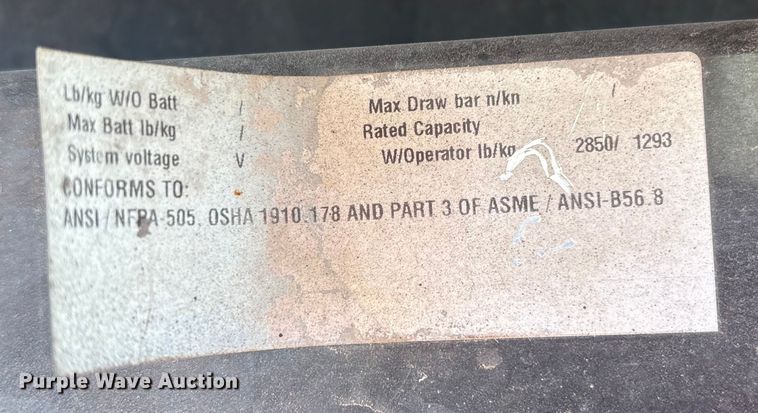 Lb/kg W/O Batt /
Max Batt lb/kg /
System voltage V
Max Draw bar n/kn /
Rated Capacity
W/Operator lb/kg 2850/ 1293
CONFORMS TO:
ANSI / NFPA-505, OSHA 1910.178 AND PART 3 OF ASME / ANSI-B56.8
Purple Wave Auction